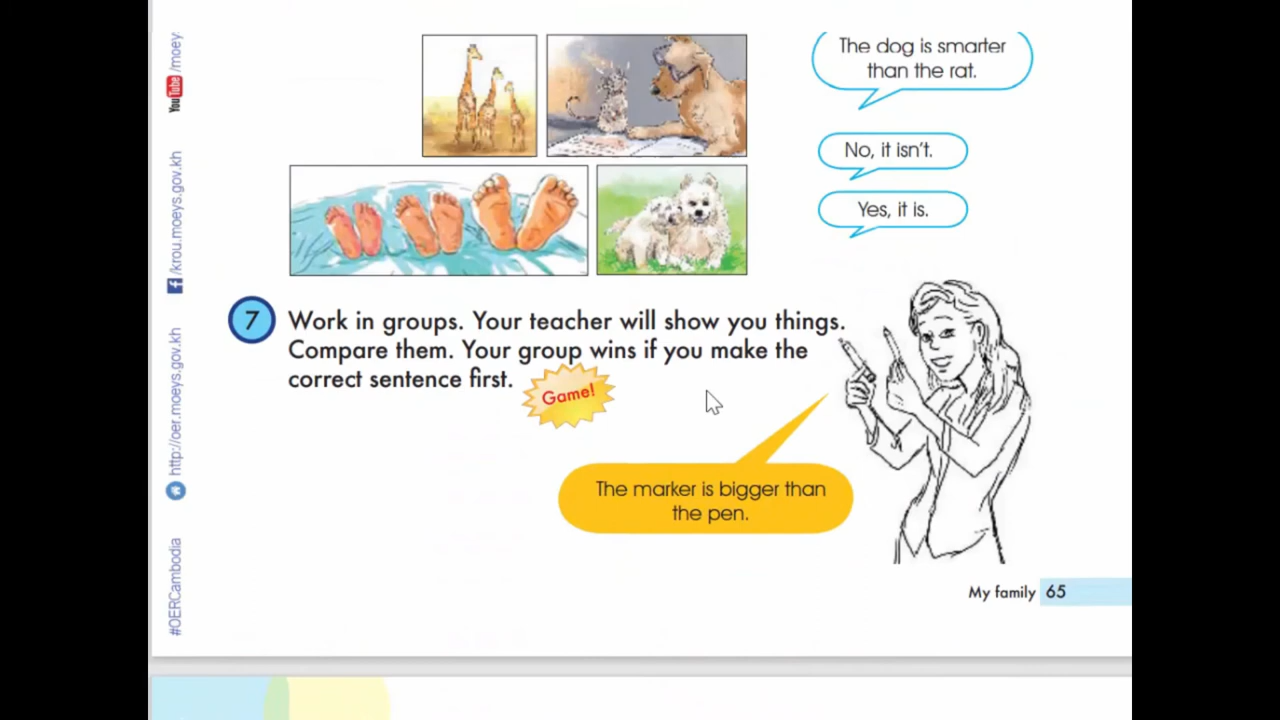 The dog is smarter
than the rat.
No, it isn't.
Yes, it is.
7 Work in groups. Your teacher will show you things.
Compare them. Your group wins if you make the
correct sentence first.
Game!
The marker is bigger than
the pen.
My family 65
YouTube /moey
f /krou.moeys.gov.kh
http://oer.moeys.gov.kh
#OERCambodia